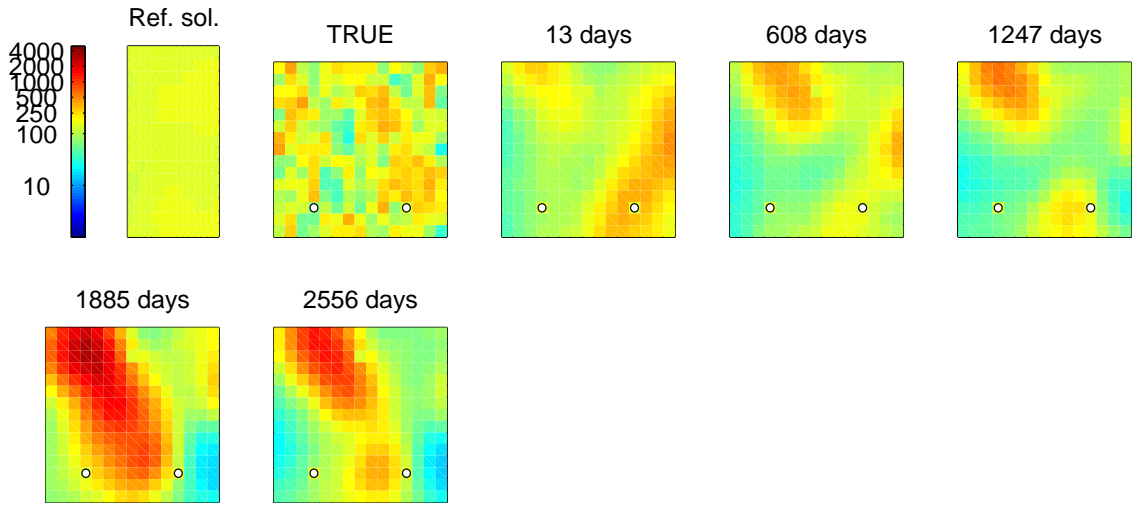 Ref. sol.
TRUE
13 days
608 days
1247 days
4000
2000
1000
500
250
100
10
1885 days
2556 days